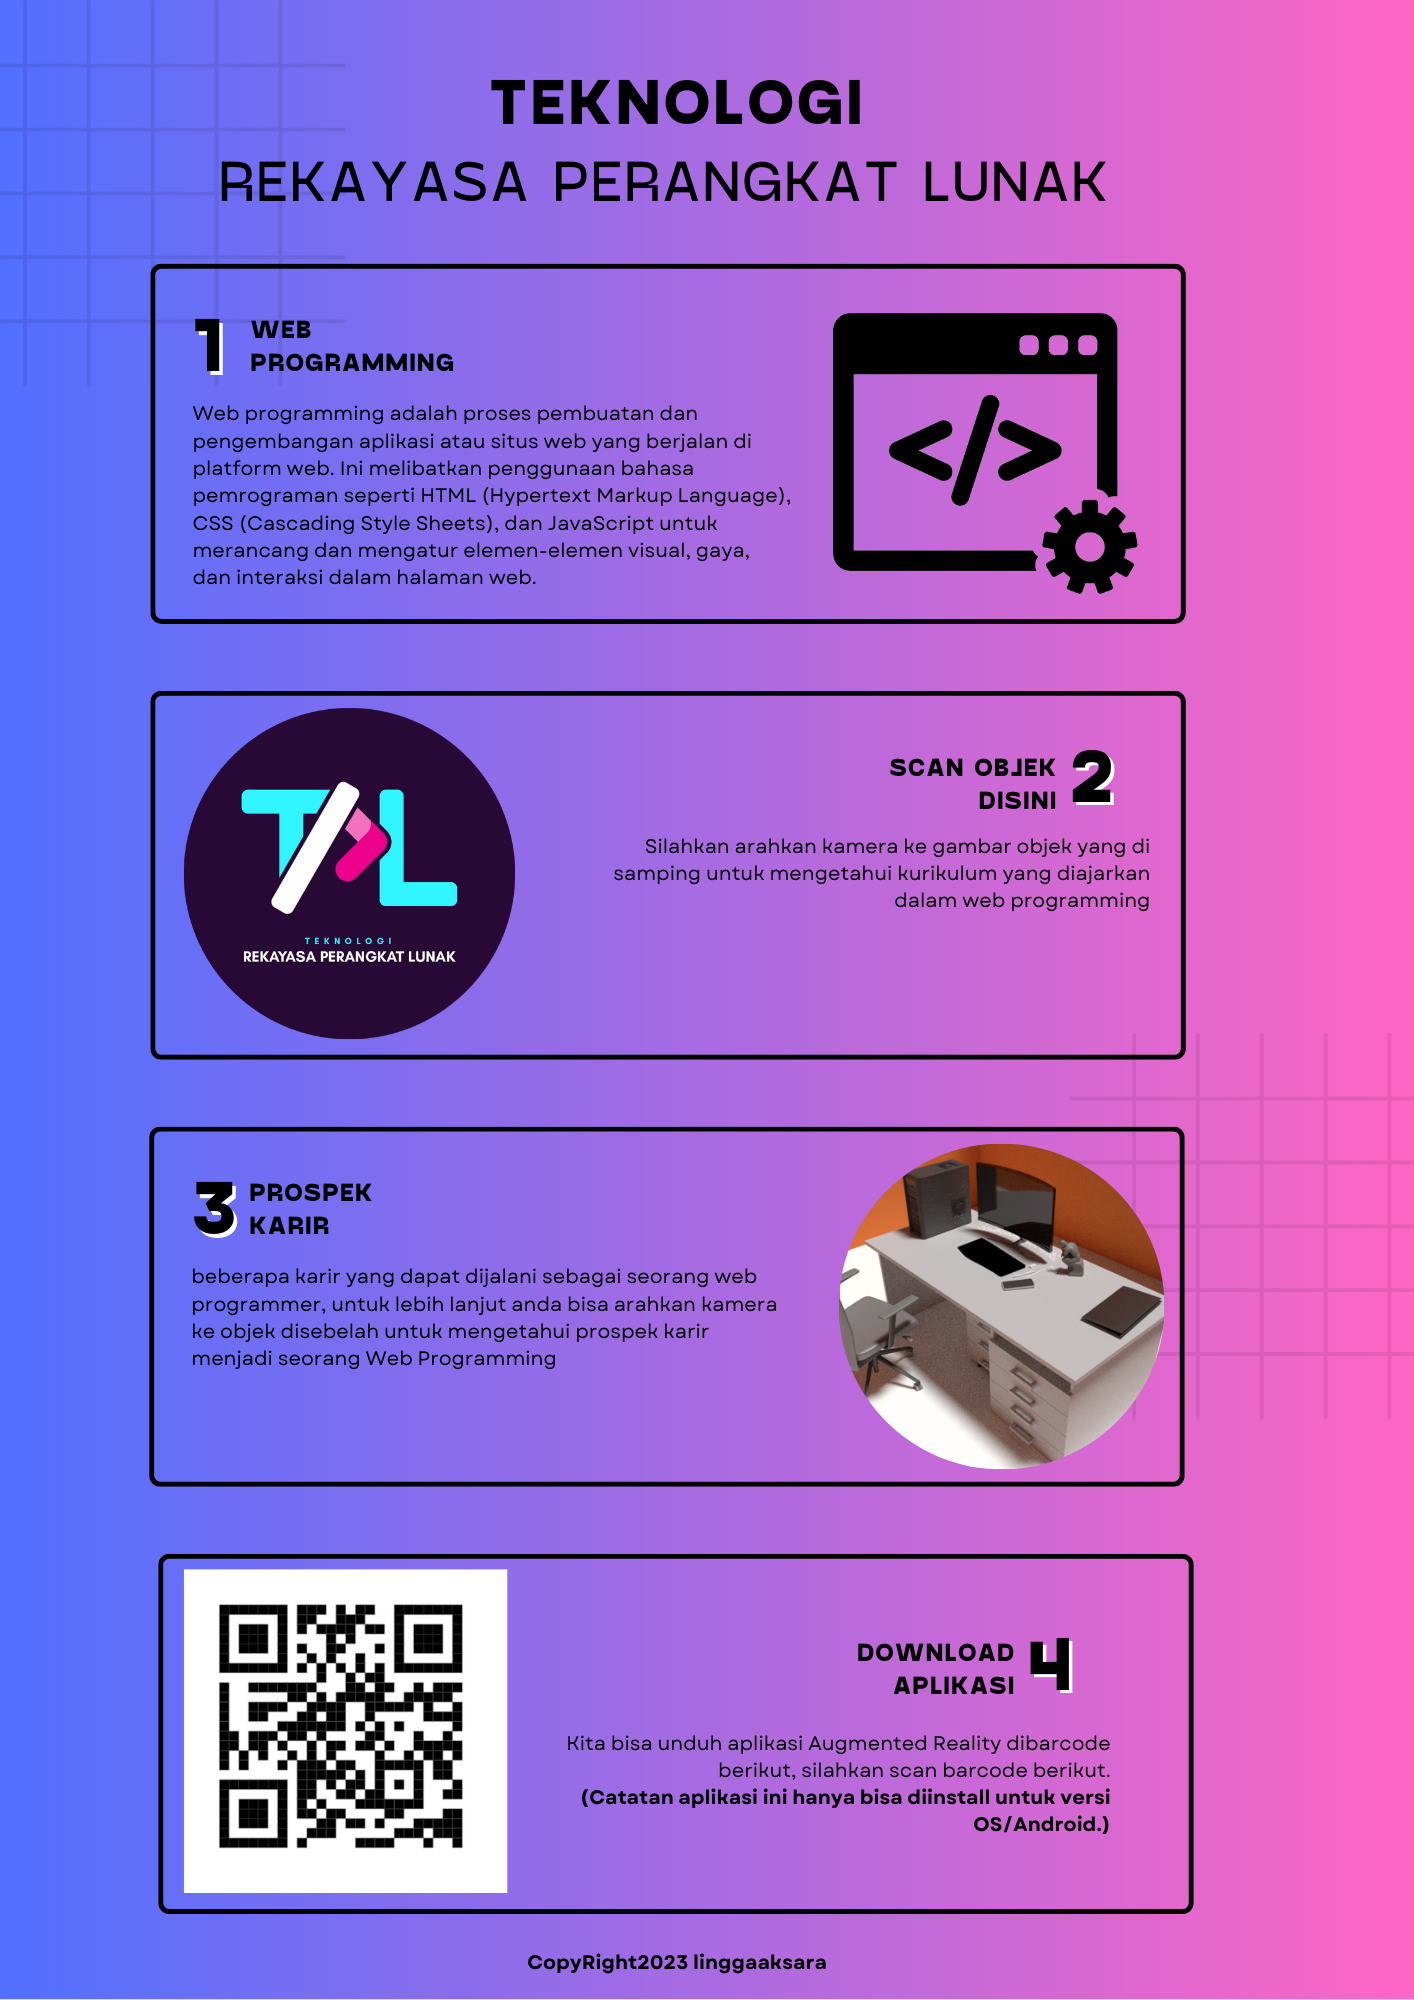 TEKNOLOGI
REKAYASA PERANGKAT LUNAK
1
WEB
PROGRAMMING
Web programming adalah proses pembuatan dan
pengembangan aplikasi atau situs web yang berjalan di
platform web. Ini melibatkan penggunaan bahasa
pemrograman seperti HTML (Hypertext Markup Language),
CSS (Cascading Style Sheets), dan JavaScript untuk
merancang dan mengatur elemen-elemen visual, gaya,
dan interaksi dalam halaman web.
</>
TPL
TEKNOLOGI
REKAYASA PERANGKAT LUNAK
SCAN OBJEK
DISINI
2
Silahkan arahkan kamera ke gambar objek yang di
samping untuk mengetahui kurikulum yang diajarkan
dalam web programming
3
PROSPEK
KARIR
beberapa karir yang dapat dijalani sebagai seorang web
programmer, untuk lebih lanjut anda bisa arahkan kamera
ke objek disebelah untuk mengetahui prospek karir
menjadi seorang Web Programming
DOWNLOAD
APLIKASI
4
Kita bisa unduh aplikasi Augmented Reality dibarcode
berikut, silahkan scan barcode berikut.
(Catatan aplikasi ini hanya bisa diinstall untuk versi
OS/Android.)
CopyRight2023 linggaaksara